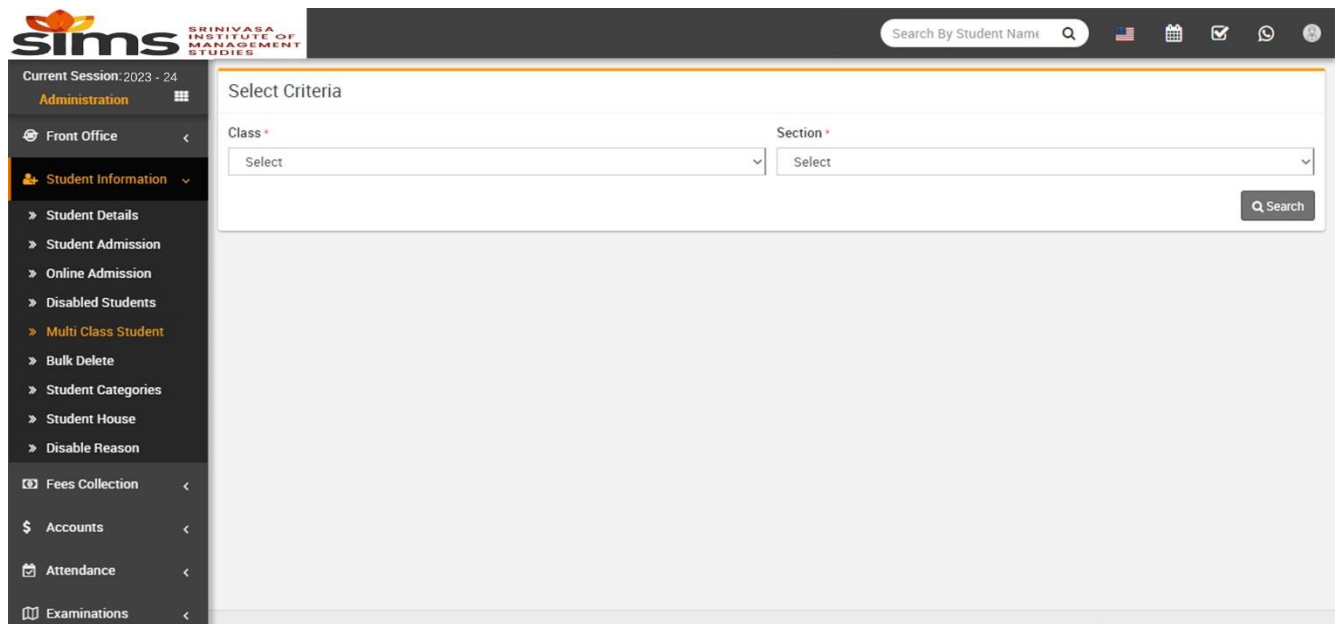 sims
SRINIVASA
INSTITUTE OF
MANAGEMENT
STUDIES
Search By Student Name
Current Session: 2023 - 24
Administration
Front Office
Student Information
Student Details
Student Admission
Online Admission
Disabled Students
Multi Class Student
Bulk Delete
Student Categories
Student House
Disable Reason
Fees Collection
$ Accounts
Attendance
Examinations
Select Criteria
Class * Section *
Select Select
Search